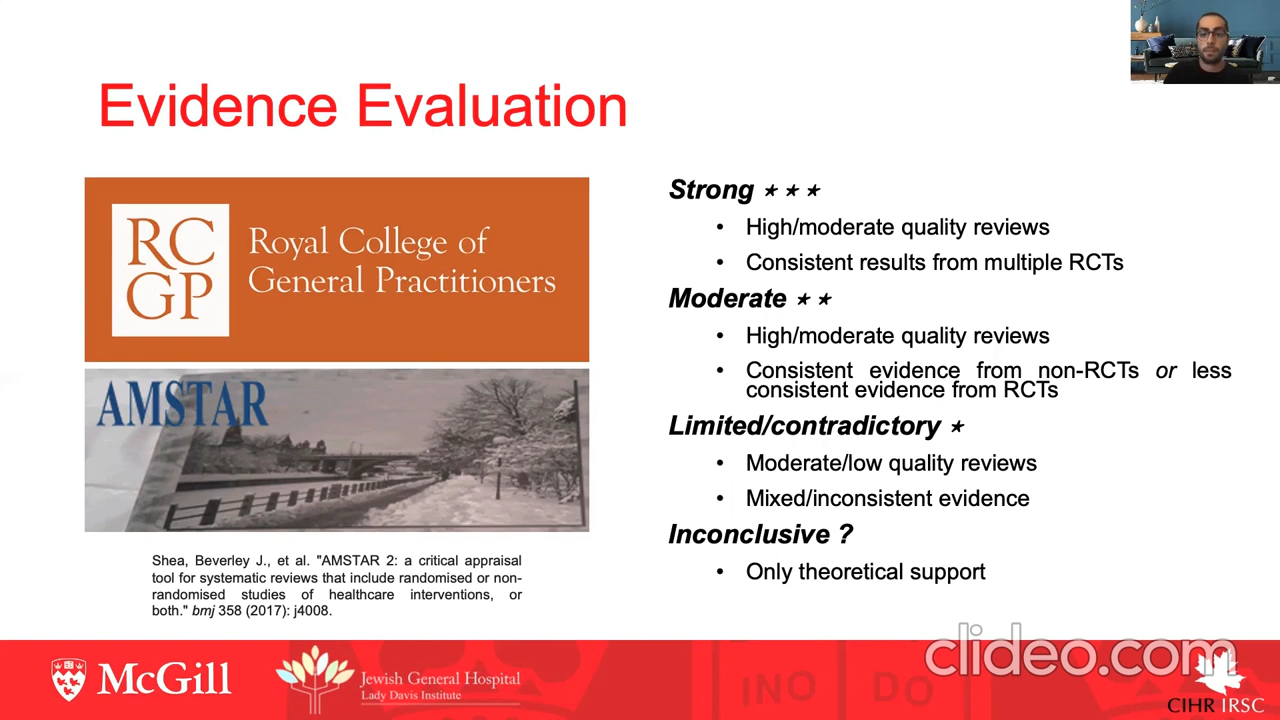 Evidence Evaluation
RC
GP
Royal College of
General Practitioners
AMSTAR
Shea, Beverley J., et al. "AMSTAR 2: a critical appraisal
tool for systematic reviews that include randomised or non-
randomised studies of healthcare interventions, or
both." bmj 358 (2017): j4008.
Strong ★ ★ ★
• High/moderate quality reviews
• Consistent results from multiple RCTs
Moderate ★ ★
• High/moderate quality reviews
• Consistent evidence from non-RCTs or less
consistent evidence from RCTs
Limited/contradictory ★
• Moderate/low quality reviews
• Mixed/inconsistent evidence
Inconclusive ?
• Only theoretical support
McGill
Jewish General Hospital
Lady Davis Institute
INO
DO
clideo.com
CIHR IRSC